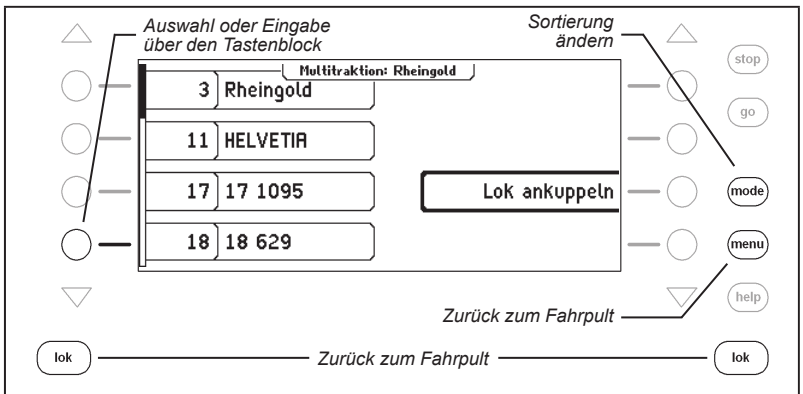 Auswahl oder Eingabe
über den Tastenblock
Sortierung
ändern
stop
Multitraktion: Rheingold
3 Rheingold
go
11 HELVETIA
17 17 1095
Lok ankuppeln
mode
18 18 629
menu
help
Zurück zum Fahrpult
lok
Zurück zum Fahrpult
lok